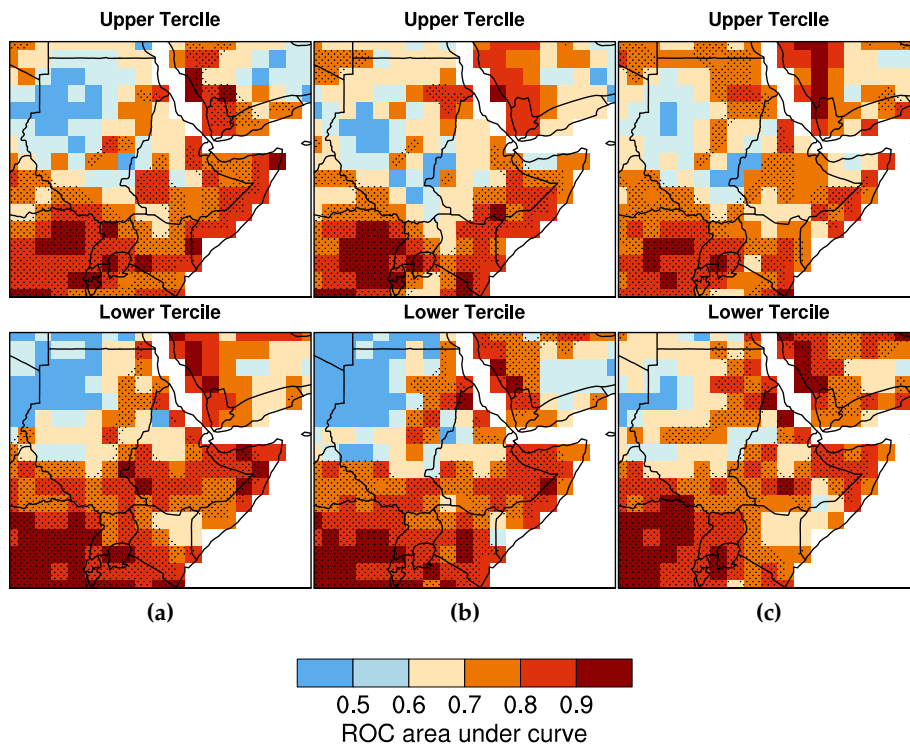 Upper Tercile Upper Tercile Upper Tercile
Lower Tercile Lower Tercile Lower Tercile
(a) (b) (c)
0.5 0.6 0.7 0.8 0.9
ROC area under curve